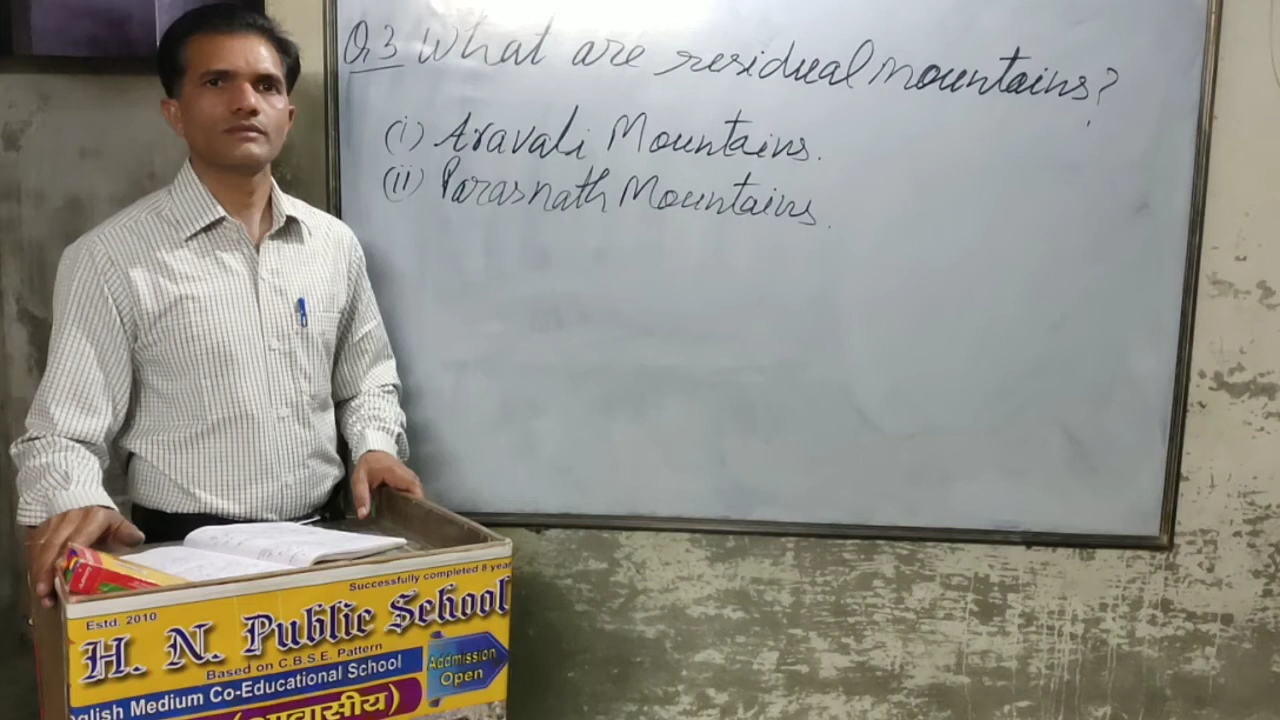 Q.3 What are residual mountains?
(i) Aravali Mountains.
(ii) Parasnath Mountains.
Successfully completed 8 year
Estd. 2010
H. N. Public School
Based on C.B.S.E. Pattern
glish Medium Co-Educational School
Addmission
Open
(आवासीय)